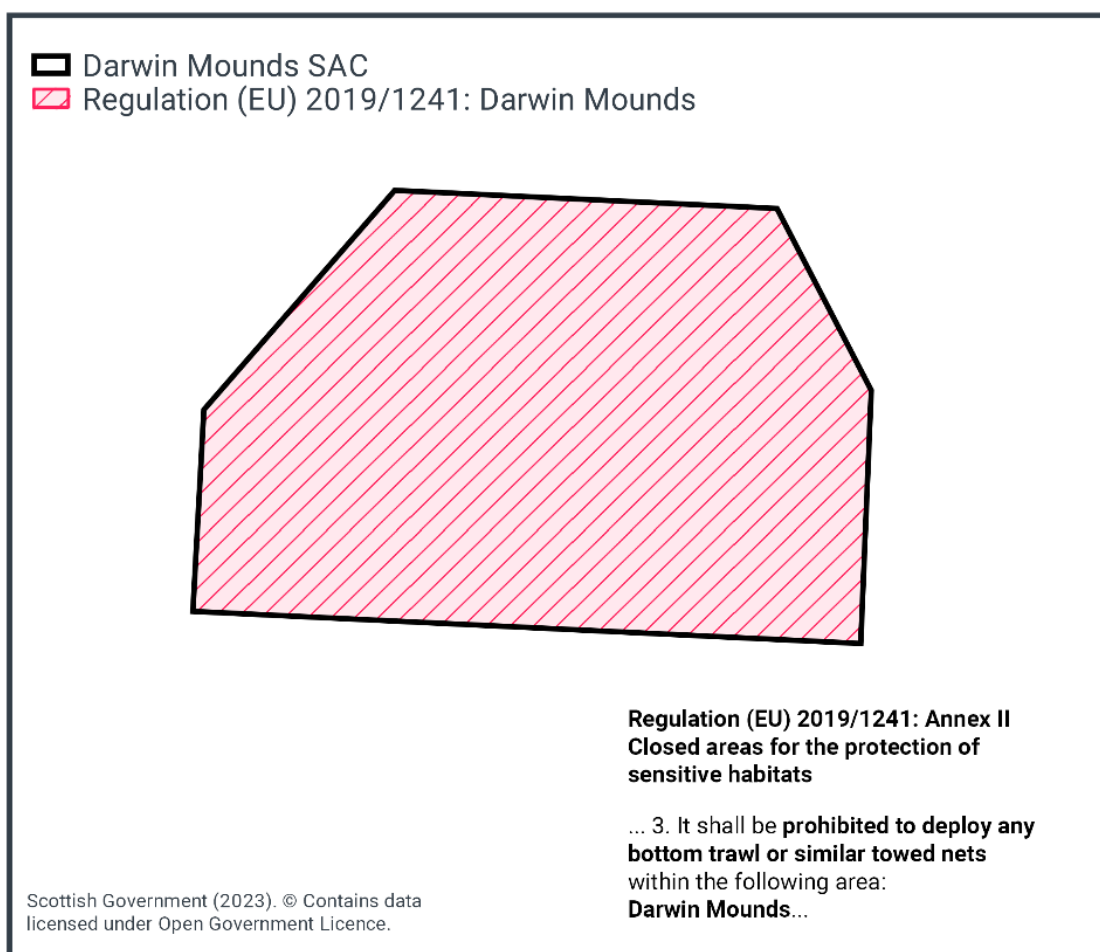 Darwin Mounds SAC
Regulation (EU) 2019/1241: Darwin Mounds
Regulation (EU) 2019/1241: Annex II
Closed areas for the protection of
sensitive habitats
... 3. It shall be prohibited to deploy any
bottom trawl or similar towed nets
within the following area:
Darwin Mounds...
Scottish Government (2023). © Contains data
licensed under Open Government Licence.